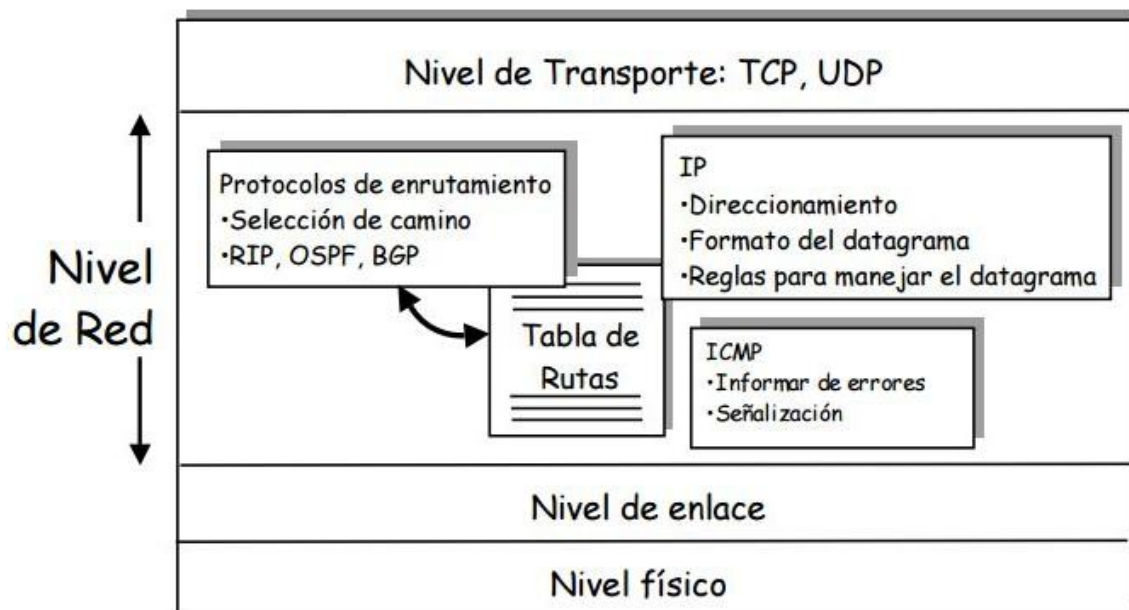 Nivel de Transporte: TCP, UDP
Nivel
de Red
Protocolos de enrutamiento
•Selección de camino
•RIP, OSPF, BGP
Tabla de
Rutas
IP
•Direccionamiento
•Formato del datagrama
•Reglas para manejar el datagrama
ICMP
•Informar de errores
•Señalización
Nivel de enlace
Nivel físico